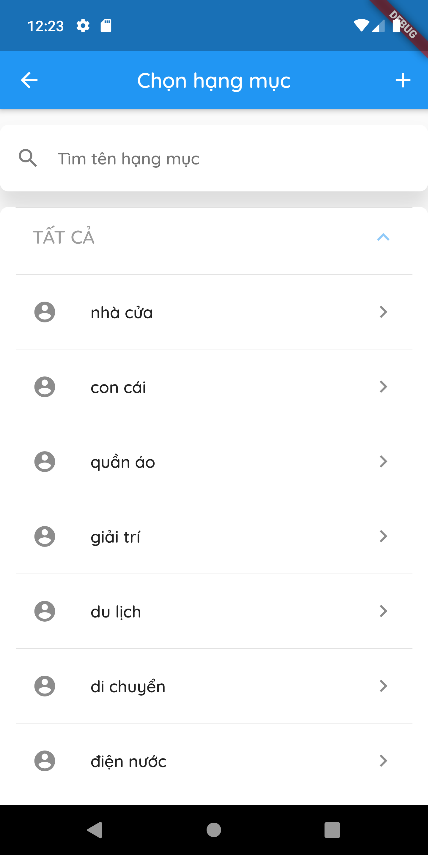 12:23
DEBUG
Chọn hạng mục
Tìm tên hạng mục
TẤT CẢ
nhà cửa
con cái
quần áo
giải trí
du lịch
di chuyển
điện nước